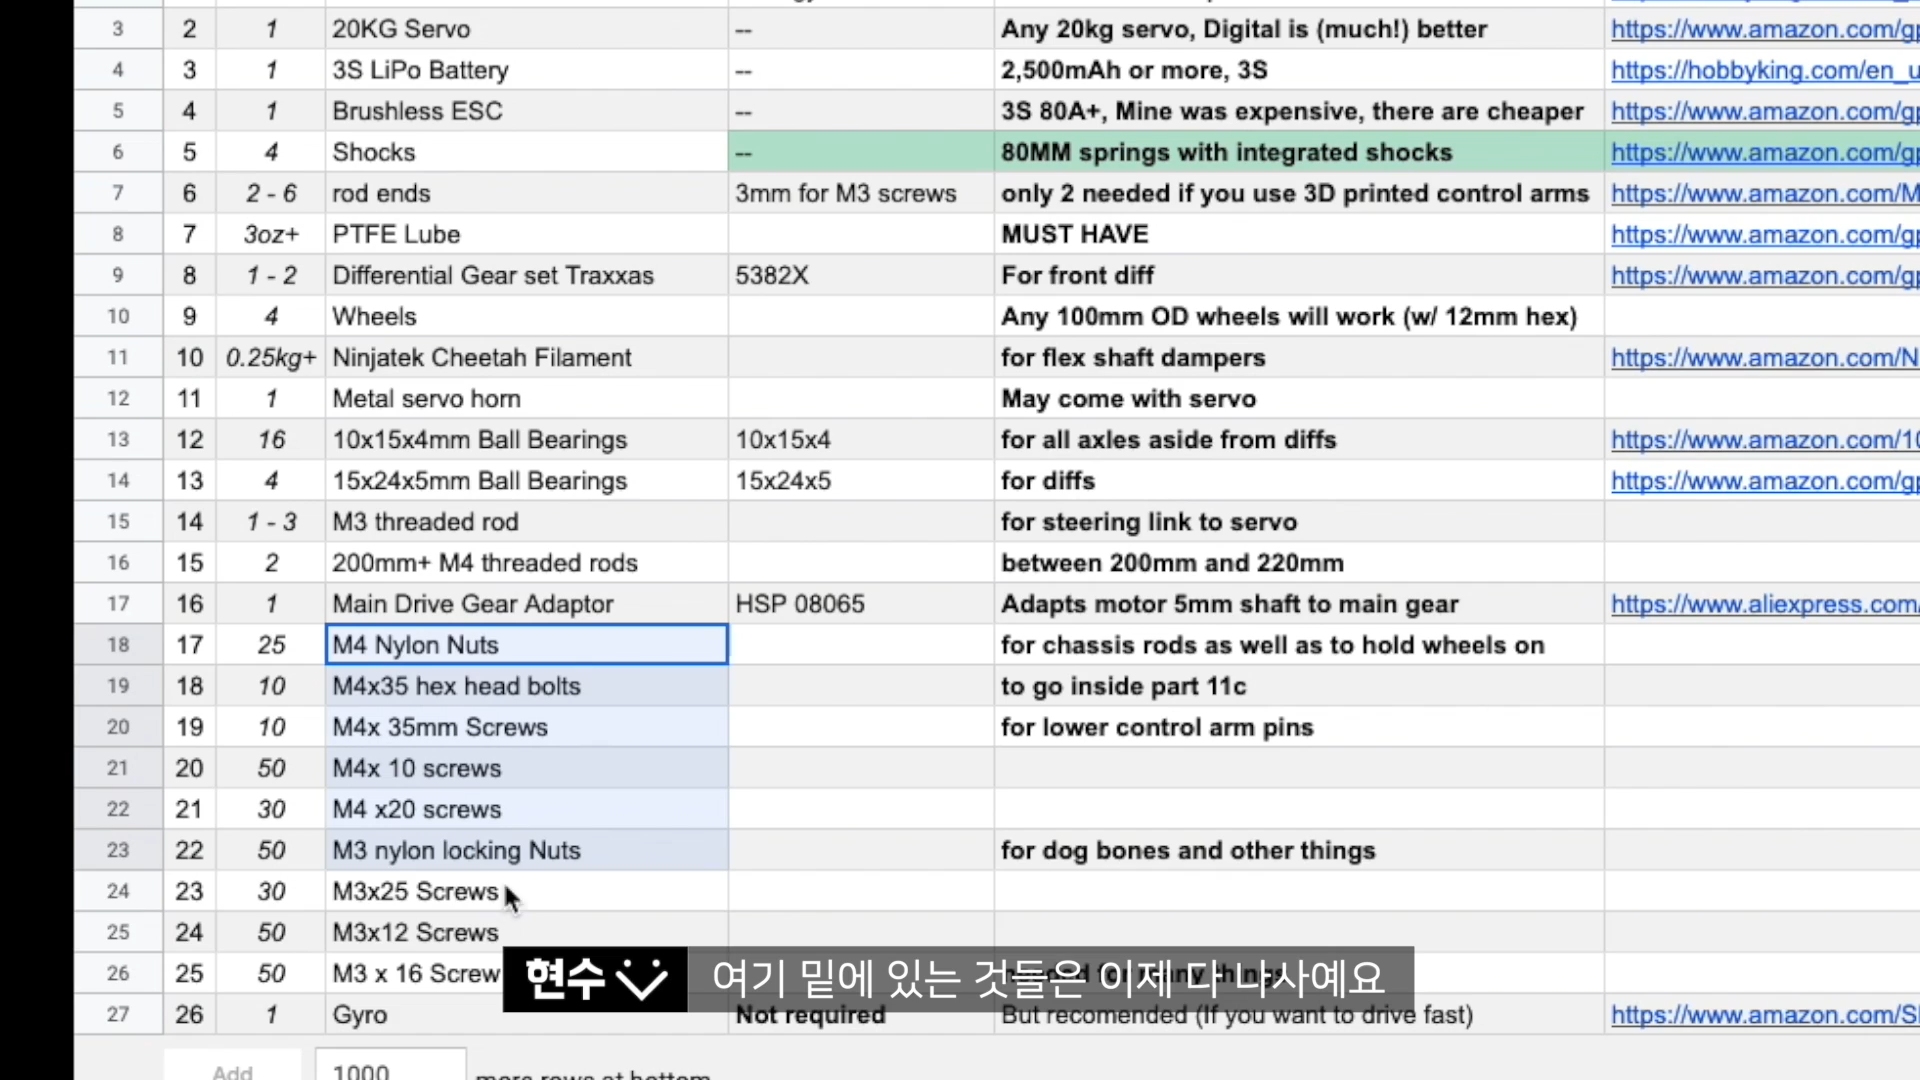 3 2 1 20KG Servo -- Any 20kg servo, Digital is (much!) better https://www.amazon.com/gp
4 3 1 3S LiPo Battery -- 2,500mAh or more, 3S https://hobbyking.com/en_u
5 4 1 Brushless ESC -- 3S 80A+, Mine was expensive, there are cheaper https://www.amazon.com/gp
6 5 4 Shocks -- 80MM springs with integrated shocks https://www.amazon.com/gp
7 6 2 - 6 rod ends 3mm for M3 screws only 2 needed if you use 3D printed control arms https://www.amazon.com/M
8 7 3oz+ PTFE Lube MUST HAVE https://www.amazon.com/gp
9 8 1 - 2 Differential Gear set Traxxas 5382X For front diff https://www.amazon.com/gp
10 9 4 Wheels Any 100mm OD wheels will work (w/ 12mm hex)
11 10 0.25kg+ Ninjatek Cheetah Filament for flex shaft dampers https://www.amazon.com/N
12 11 1 Metal servo horn May come with servo
13 12 16 10x15x4mm Ball Bearings 10x15x4 for all axles aside from diffs https://www.amazon.com/10
14 13 4 15x24x5mm Ball Bearings 15x24x5 for diffs https://www.amazon.com/gp
15 14 1 - 3 M3 threaded rod for steering link to servo
16 15 2 200mm+ M4 threaded rods between 200mm and 220mm
17 16 1 Main Drive Gear Adaptor HSP 08065 Adapts motor 5mm shaft to main gear https://www.aliexpress.com/
18 17 25 M4 Nylon Nuts for chassis rods as well as to hold wheels on
19 18 10 M4x35 hex head bolts to go inside part 11c
20 19 10 M4x 35mm Screws for lower control arm pins
21 20 50 M4x 10 screws
22 21 30 M4 x20 screws
23 22 50 M3 nylon locking Nuts for dog bones and other things
24 23 30 M3x25 Screws
25 24 50 M3x12 Screws
26 25 50 M3 x 16 Screw
현수 여기 밑에 있는 것들은 이제 다 나사예요
27 26 1 Gyro Not required But recomended (If you want to drive fast) https://www.amazon.com/S
Add 1000 more rows at bottom